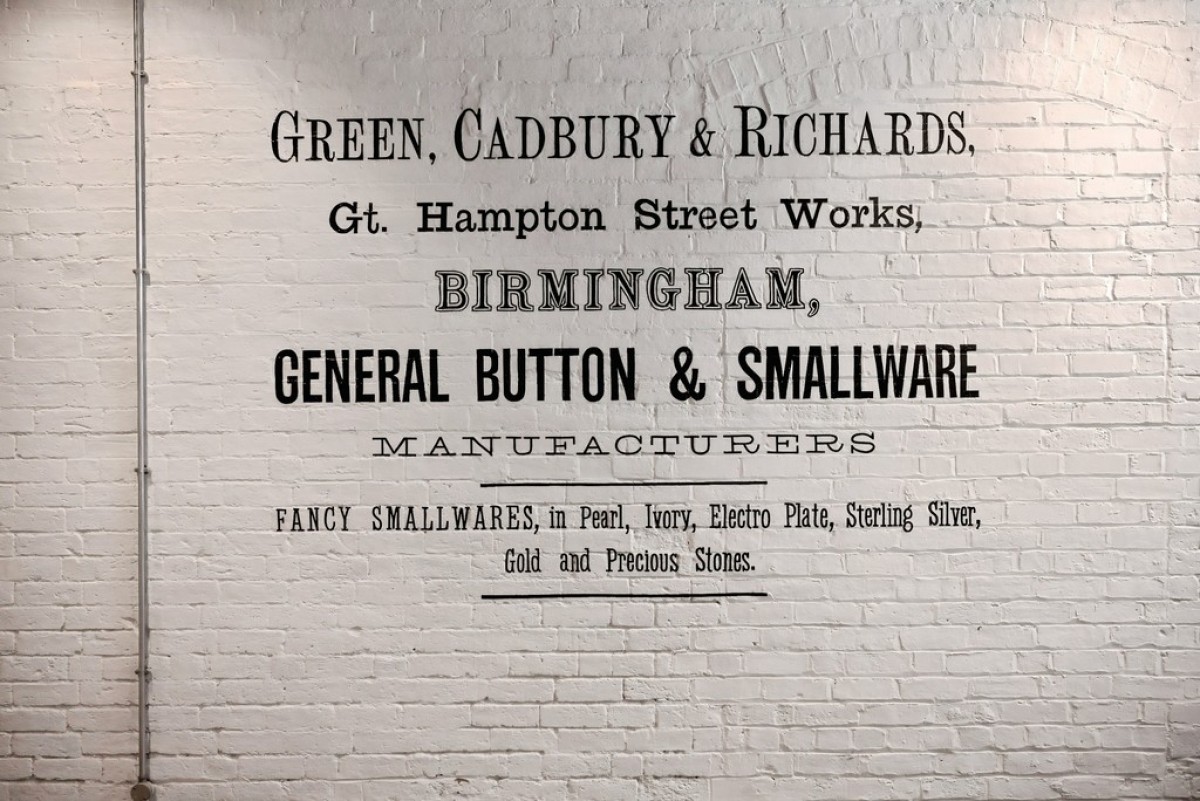 GREEN, CADBURY & RICHARDS,
Gt. Hampton Street Works,
BIRMINGHAM,
GENERAL BUTTON & SMALLWARE
MANUFACTURERS
FANCY SMALLWARES, in Pearl, Ivory, Electro Plate, Sterling Silver,
Gold and Precious Stones.